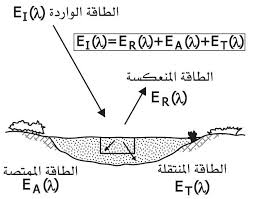 الطاقة الواردة E_I(λ)
E_I(λ)=E_R(λ)+E_A(λ)+E_T(λ)
الطاقة المنعكسة
E_R(λ)
الطاقة المنتقلة
E_T(λ)
الطاقة الممتصة
E_A(λ)